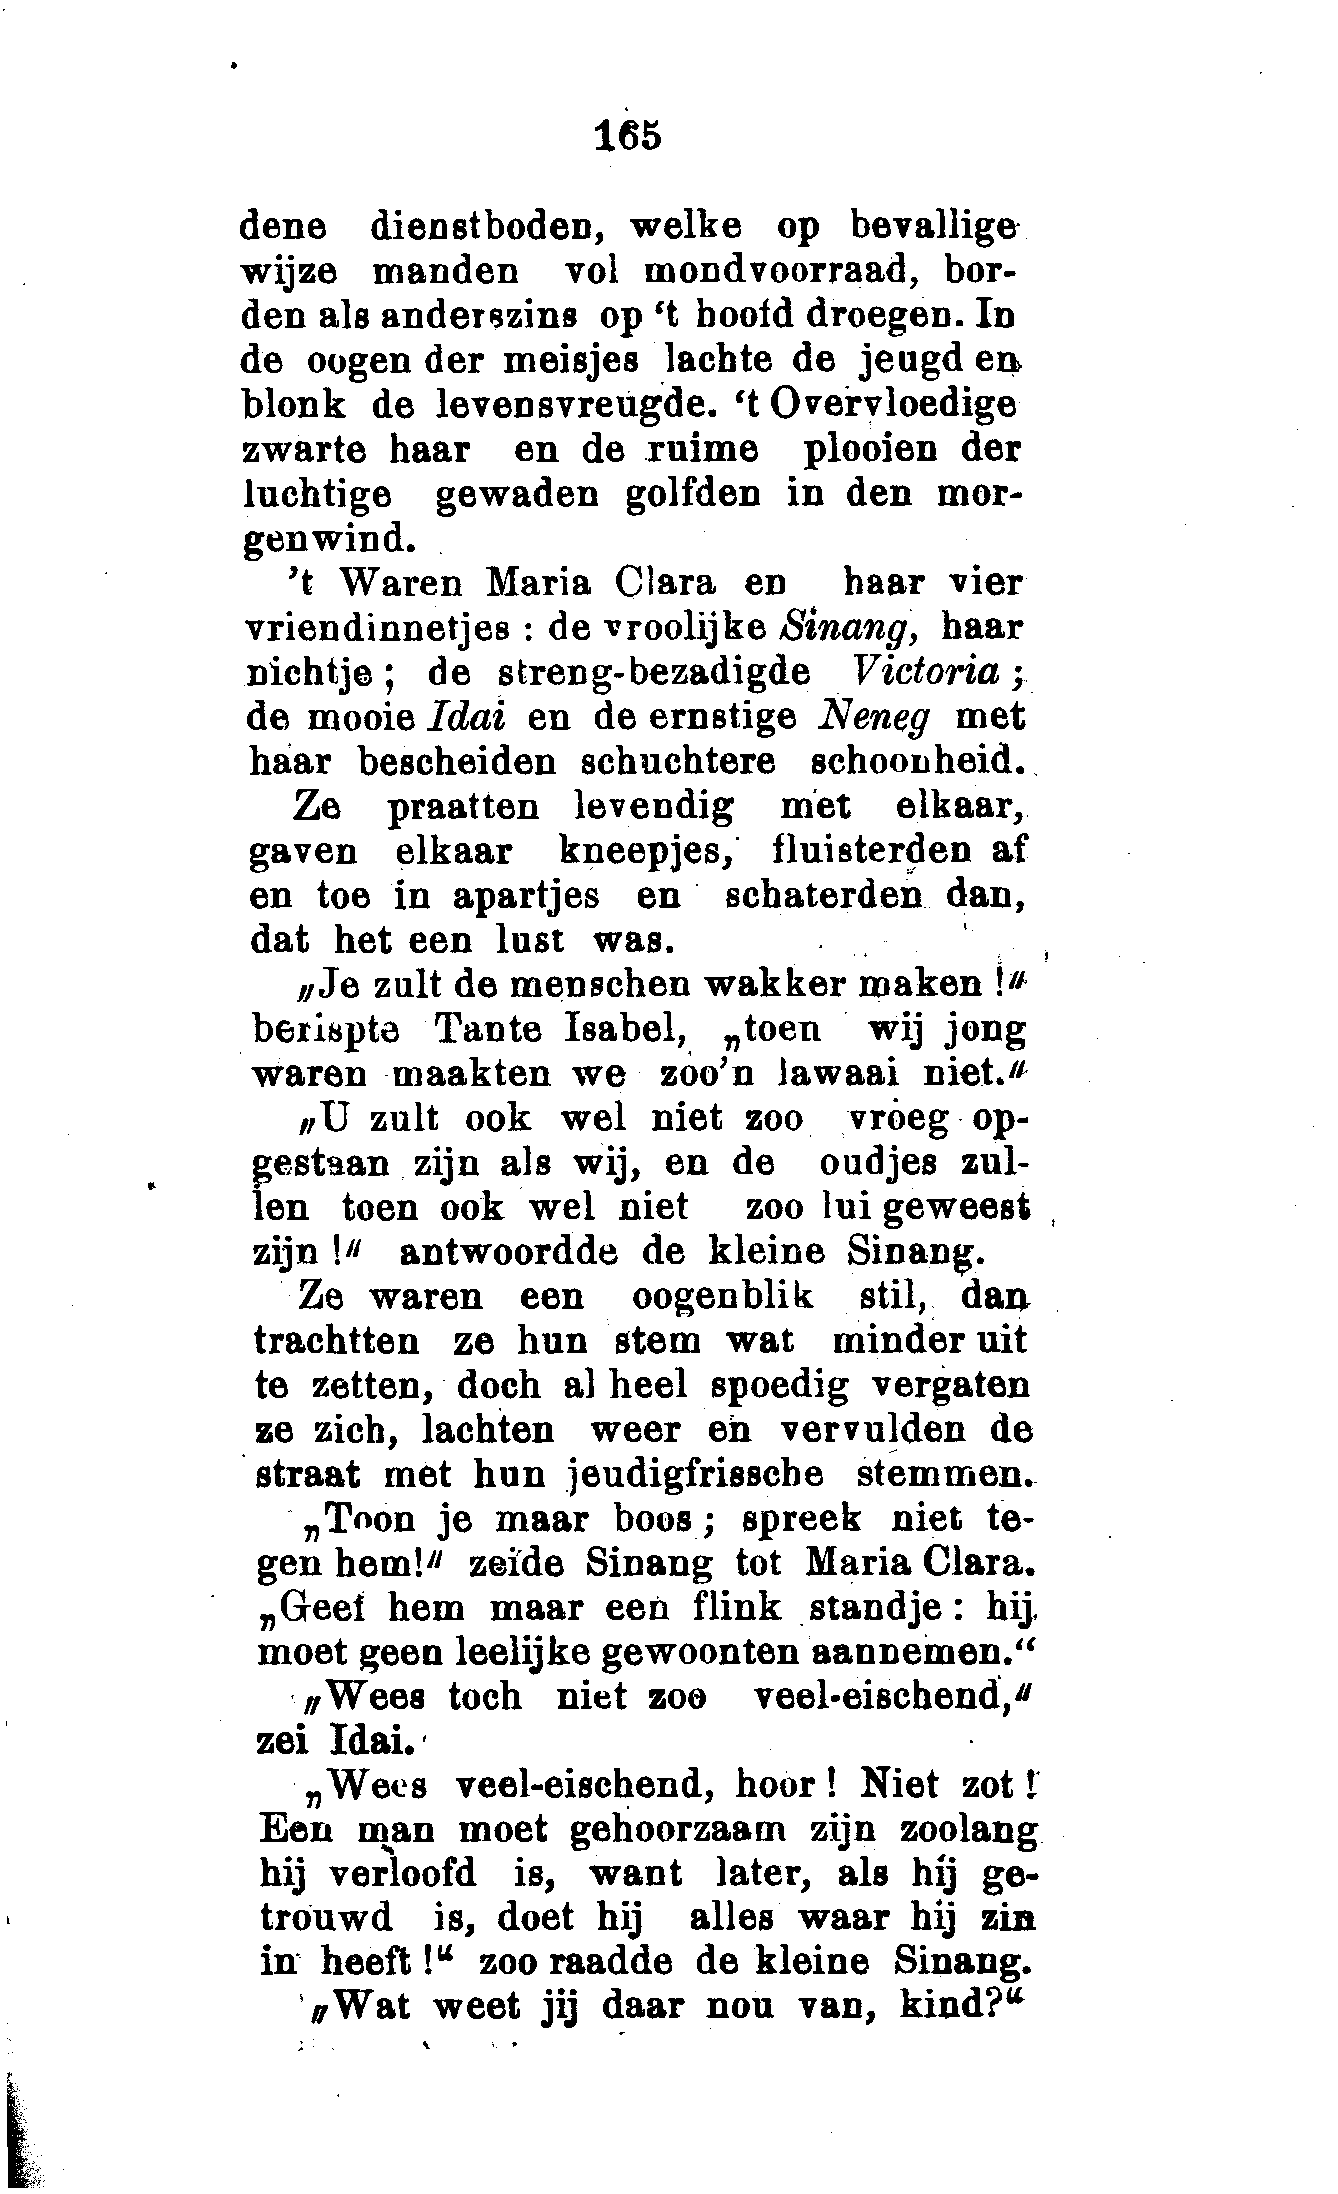 165
dene dienstboden, welke op bevallige
wijze manden vol mondvoorraad, bor-
den als anderszins op ‘t hoofd droegen. In
de oogen der meisjes lachte de jeugd en
blonk de levensvreugde. ‘t Overvloedige
zwarte haar en de ruime plooien der
luchtige gewaden golfden in den mor-
genwind.
’t Waren Maria Clara en haar vier
vriendinnetjes : de vroolijke Sinang, haar
nichtje ; de streng-bezadigde Victoria ;
de mooie Idai en de ernstige Neneg met
haar bescheiden schuchtere schoonheid.
Ze praatten levendig met elkaar,
gaven elkaar kneepjes, fluisterden af
en toe in apartjes en schaterden dan,
dat het een lust was.
„Je zult de menschen wakker maken !“
berispte Tante Isabel, „toen wij jong
waren maakten we zoo’n lawaai niet.“
„U zult ook wel niet zoo vroeg op-
gestaan zijn als wij, en de oudjes zul-
len toen ook wel niet zoo lui geweest
zijn !“ antwoordde de kleine Sinang.
Ze waren een oogenblik stil, dan
trachtten ze hun stem wat minder uit
te zetten, doch al heel spoedig vergaten
ze zich, lachten weer en vervulden de
straat met hun jeudigfrissche stemmen.
„Toon je maar boos ; spreek niet te-
gen hem!“ zeide Sinang tot Maria Clara.
„Geef hem maar een flink standje : hij
moet geen leelijke gewoonten aannemen.“
„Wees toch niet zoo veel-eischend,“
zei Idai.
„Wees veel-eischend, hoor ! Niet zot !
Een man moet gehoorzaam zijn zoolang
hij verloofd is, want later, als hij ge-
trouwd is, doet hij alles waar hij zin
in heeft !“ zoo raadde de kleine Sinang.
„Wat weet jij daar nou van, kind?“